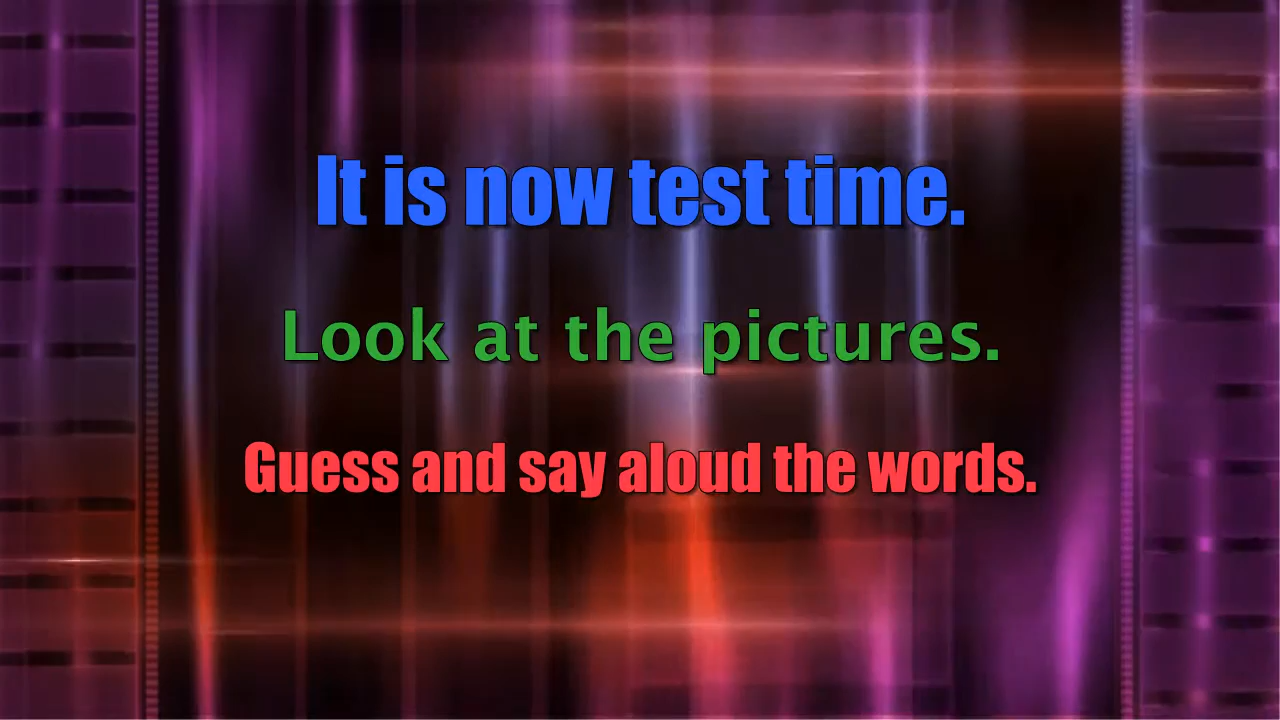 It is now test time.
Look at the pictures.
Guess and say aloud the words.